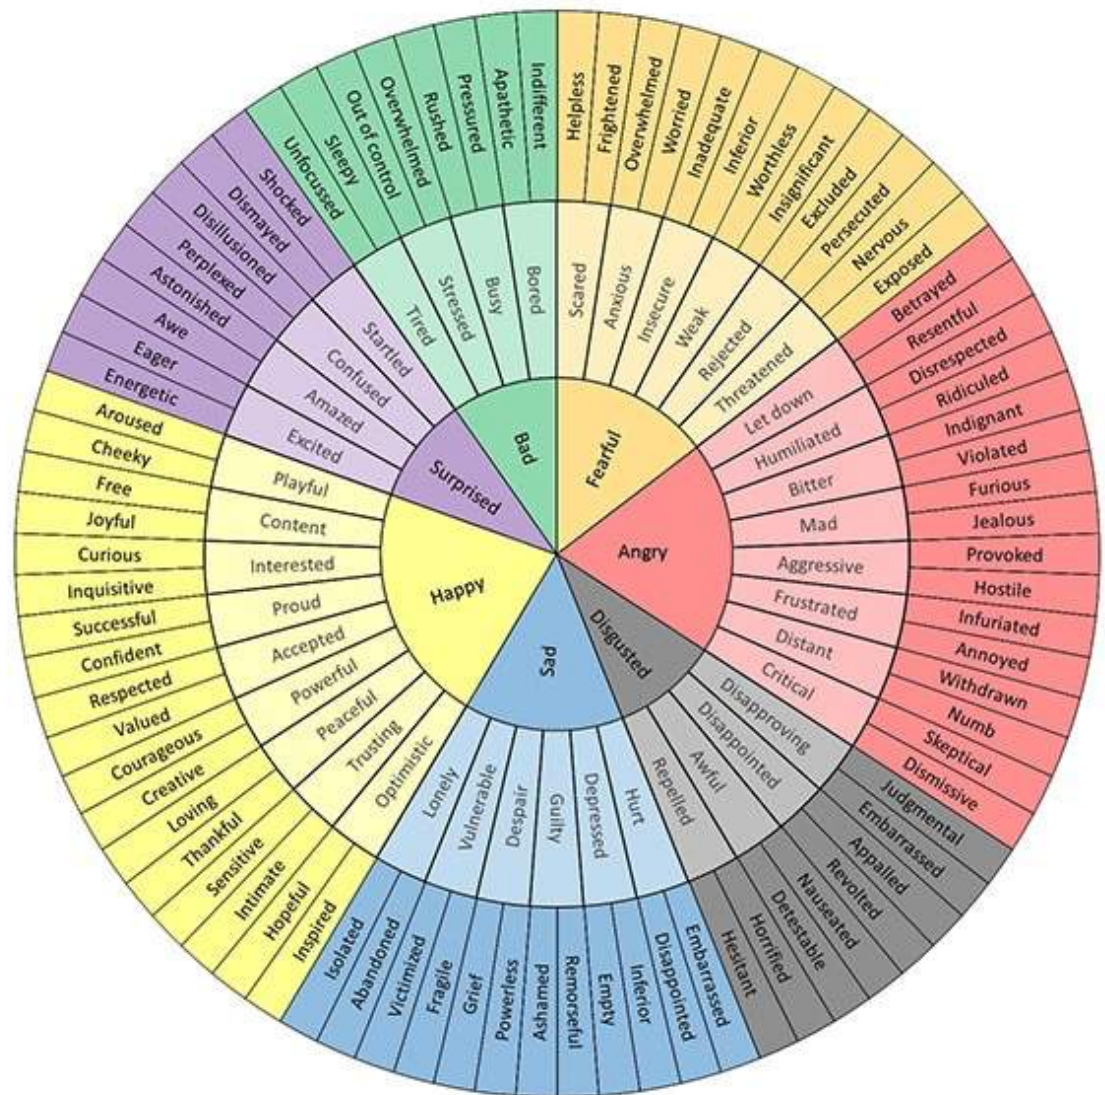 Bad
Fearful
Angry
Disgusted
Sad
Happy
Surprised
Tired
Stressed
Busy
Bored
Scared
Anxious
Insecure
Weak
Rejected
Threatened
Let down
Humiliated
Bitter
Mad
Aggressive
Frustrated
Distant
Critical
Disapproving
Disappointed
Awful
Repelled
Hurt
Depressed
Guilty
Despair
Vulnerable
Lonely
Optimistic
Trusting
Peaceful
Powerful
Accepted
Proud
Interested
Content
Playful
Excited
Amazed
Confused
Startled
Unfocussed
Sleepy
Out of control
Overwhelmed
Rushed
Pressured
Apathetic
Indifferent
Helpless
Frightened
Overwhelmed
Worried
Inadequate
Inferior
Worthless
Insignificant
Excluded
Persecuted
Nervous
Exposed
Betrayed
Resentful
Disrespected
Ridiculed
Indignant
Violated
Furious
Jealous
Provoked
Hostile
Infuriated
Annoyed
Withdrawn
Numb
Skeptical
Dismissive
Judgmental
Embarrassed
Appalled
Revolted
Nauseated
Detestable
Horrified
Hesitant
Embarrassed
Disappointed
Inferior
Empty
Remorseful
Ashamed
Powerless
Grief
Fragile
Victimized
Abandoned
Isolated
Inspired
Hopeful
Intimate
Sensitive
Thankful
Loving
Creative
Courageous
Valued
Respected
Confident
Successful
Inquisitive
Curious
Joyful
Free
Cheeky
Aroused
Energetic
Eager
Awe
Astonished
Perplexed
Disillusioned
Dismayed
Shocked